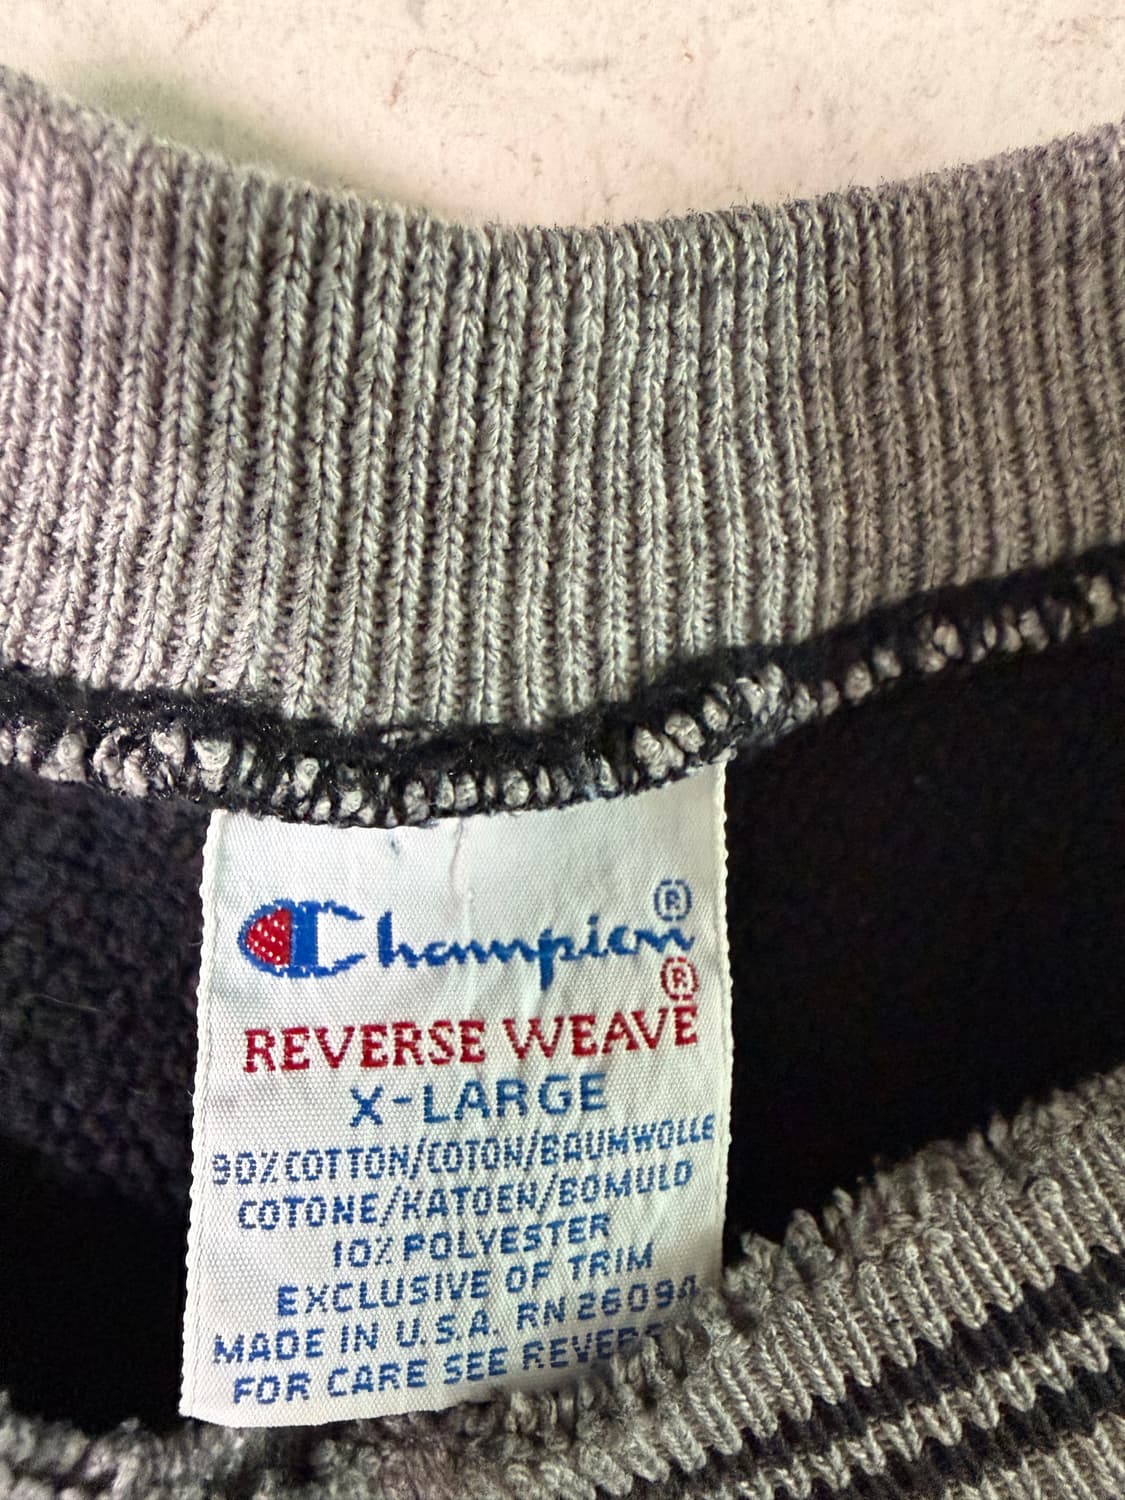 Champion®
REVERSE WEAVE®
X-LARGE
90% COTTON/COTON/BAUMWOLLE
COTONE/KATOEN/BOMULD
10% POLYESTER
EXCLUSIVE OF TRIM
MADE IN U.S.A. RN 26094
FOR CARE SEE